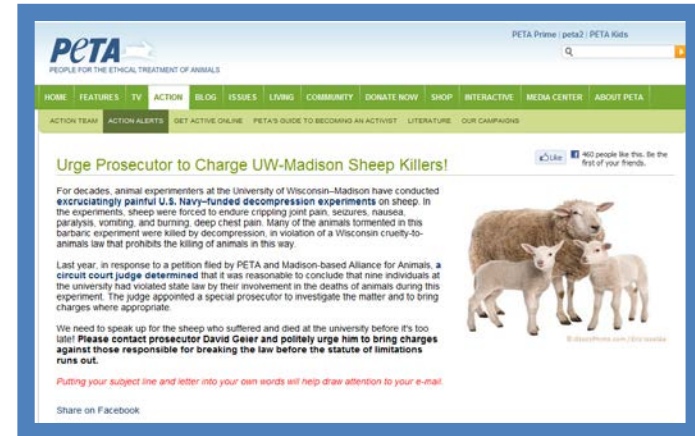 PETA Prime | peta2 | PETA Kids
PETA
PEOPLE FOR THE ETHICAL TREATMENT OF ANIMALS
HOME FEATURES TV ACTION BLOG ISSUES LIVING COMMUNITY DONATE NOW SHOP INTERACTIVE MEDIA CENTER ABOUT PETA
ACTION TEAM ACTION ALERTS GET ACTIVE ONLINE PETA'S GUIDE TO BECOMING AN ACTIVIST LITERATURE OUR CAMPAIGNS
Urge Prosecutor to Charge UW-Madison Sheep Killers!
Like 460 people like this. Be the
first of your friends.
For decades, animal experimenters at the University of Wisconsin–Madison have conducted
excruciatingly painful U.S. Navy–funded decompression experiments on sheep. In
the experiments, sheep were forced to endure crippling joint pain, seizures, nausea,
paralysis, vomiting, and burning, deep chest pain. Many of the animals tormented in this
barbaric experiment were killed by decompression, in violation of a Wisconsin cruelty-to-
animals law that prohibits the killing of animals in this way.
Last year, in response to a petition filed by PETA and Madison-based Alliance for Animals, a
circuit court judge determined that it was reasonable to conclude that nine individuals at
the university had violated state law by their involvement in the deaths of animals during this
experiment. The judge appointed a special prosecutor to investigate the matter and to bring
charges where appropriate.
We need to speak up for the sheep who suffered and died at the university before it's too
late! Please contact prosecutor David Geier and politely urge him to bring charges
against those responsible for breaking the law before the statute of limitations
runs out.
Putting your subject line and letter into your own words will help draw attention to your e-mail.
Share on Facebook